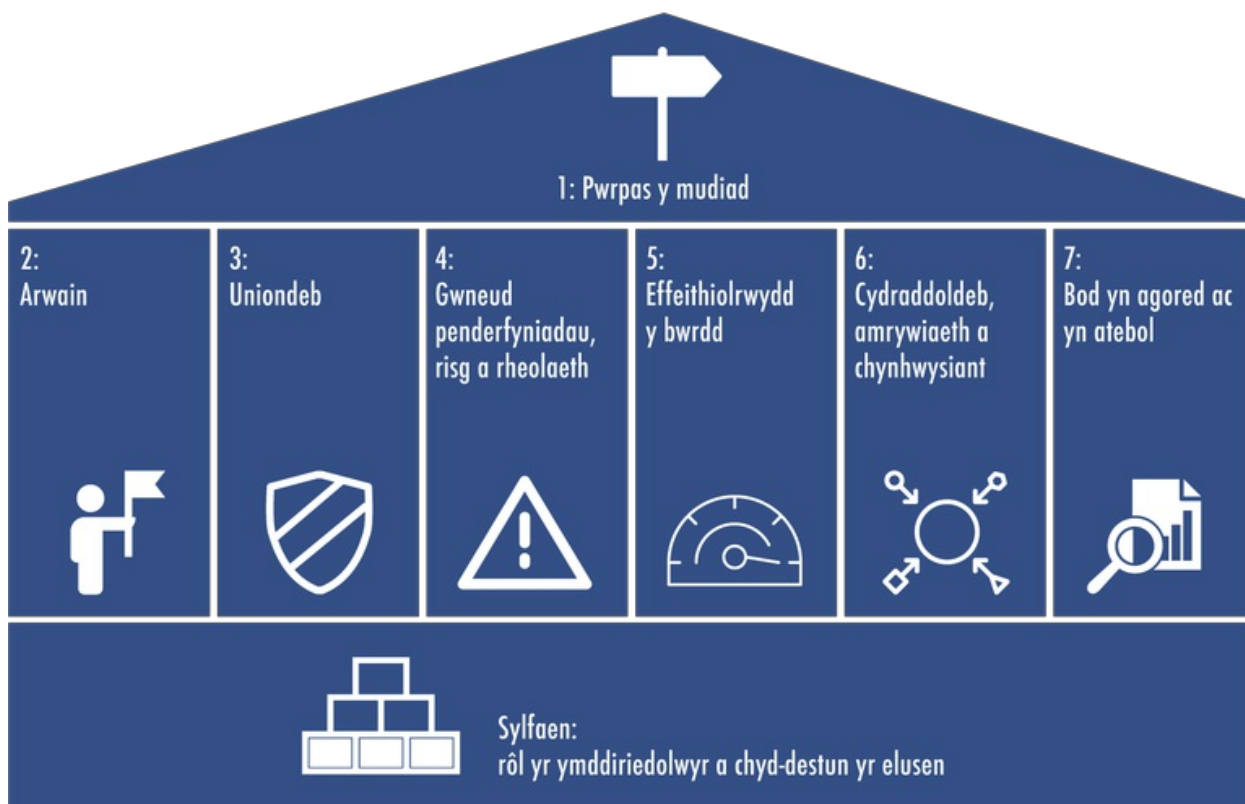 1: Pwrpas y mudiad
2:
Arwain
3:
Uniondeb
4:
Gwneud
penderfyniadau,
risg a rheolaeth
5:
Effeithiolrwydd
y bwrdd
6:
Cydraddoldeb,
amrywiaeth a
chynhwysiant
7:
Bod yn agored ac
yn atebol
Sylfaen:
rôl yr ymddiriedolwyr a chyd-destun yr elusen